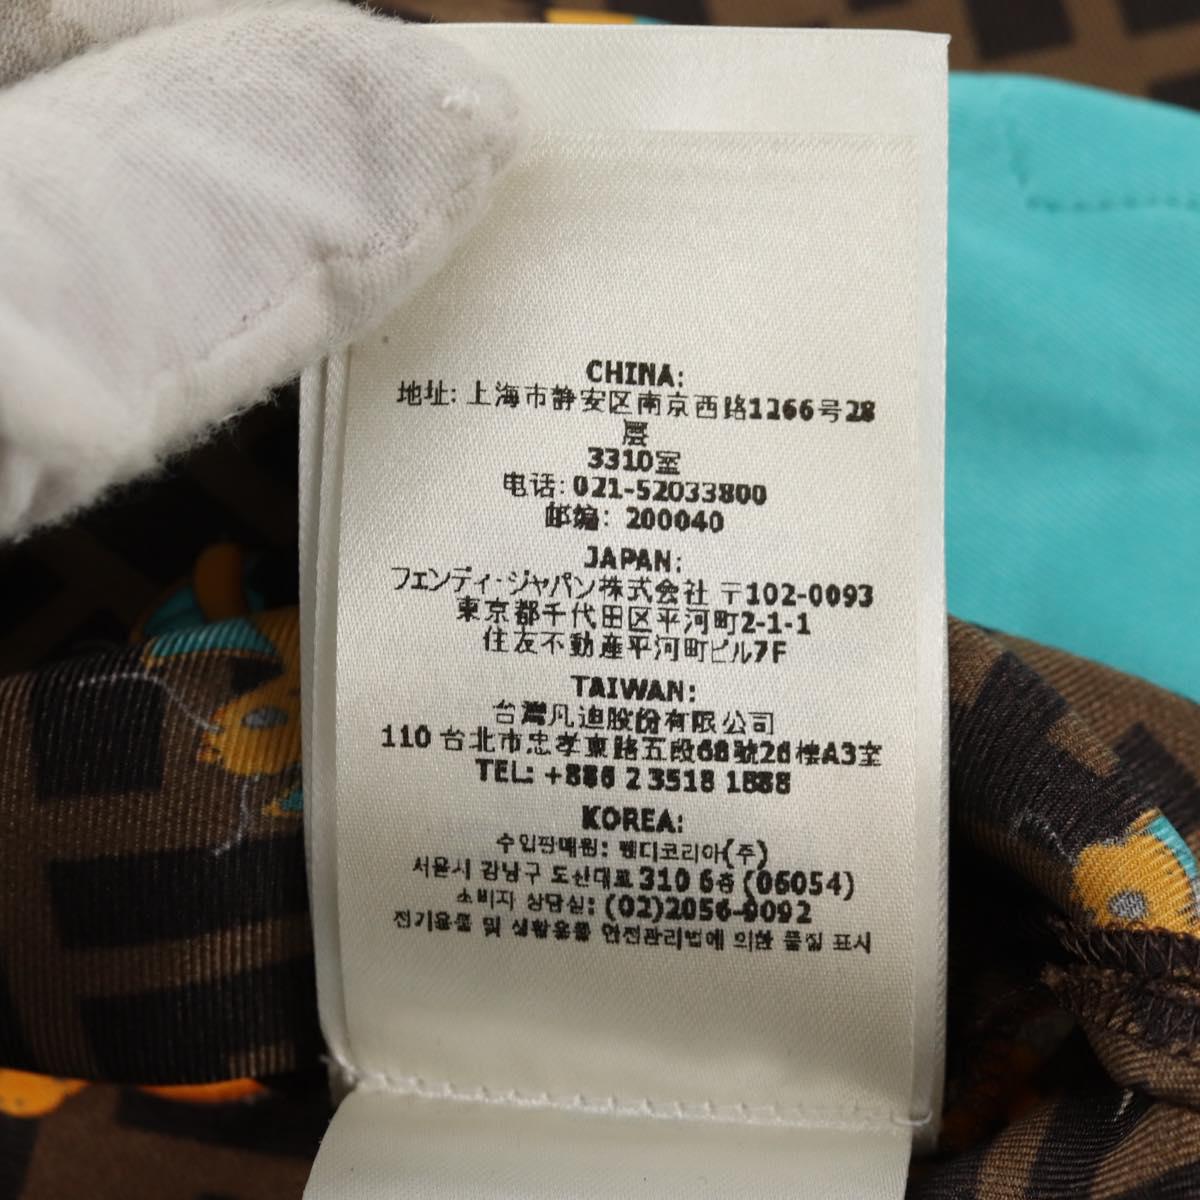 CHINA:
地址: 上海市静安区南京西路1266号28
层
3310室
电话: 021-52033800
邮编: 200040
JAPAN:
フェンディ・ジャパン株式会社 〒102-0093
東京都千代田区平河町2-1-1
住友不動産平河町ビル7F
TAIWAN:
台灣凡迪股份有限公司
110 台北市忠孝東路五段68號26樓A3室
TEL: +886 2 3518 1888
KOREA:
수입판매원: 펜디코리아(주)
서울시 강남구 도산대로 310 6층 (06054)
소비자 상담실: (02)2056-9092
전기용품 및 생활용품 안전관리법에 의한 품질 표시